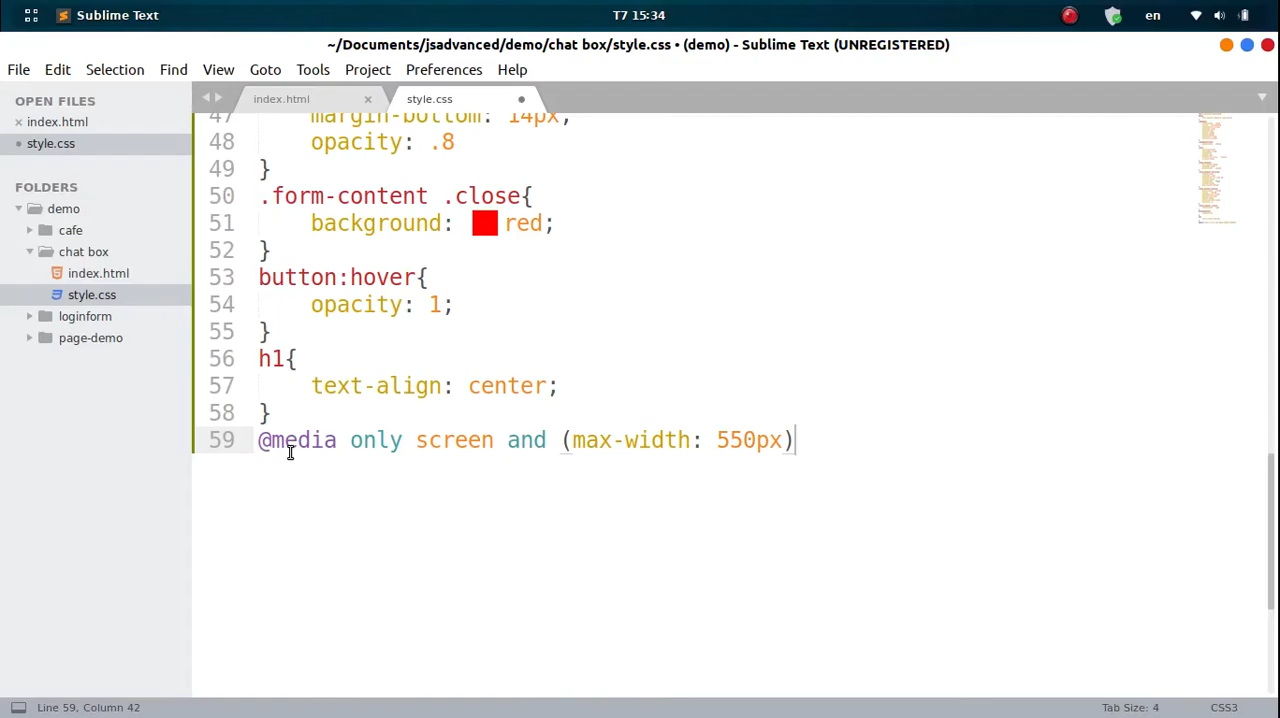 Sublime Text
T7 15:34
en
~/Documents/jsadvanced/demo/chat box/style.css • (demo) - Sublime Text (UNREGISTERED)
File Edit Selection Find View Goto Tools Project Preferences Help
OPEN FILES
index.html
style.css
FOLDERS
demo
cafe
chat box
index.html
style.css
loginform
page-demo
index.html
style.css
47 margin-bottom: 14px;
48 opacity: .8
49 }
50 .form-content .close{
51 background: red;
52 }
53 button:hover{
54 opacity: 1;
55 }
56 h1{
57 text-align: center;
58 }
59 @media only screen and (max-width: 550px)
Line 59, Column 42
Tab Size: 4
CSS3